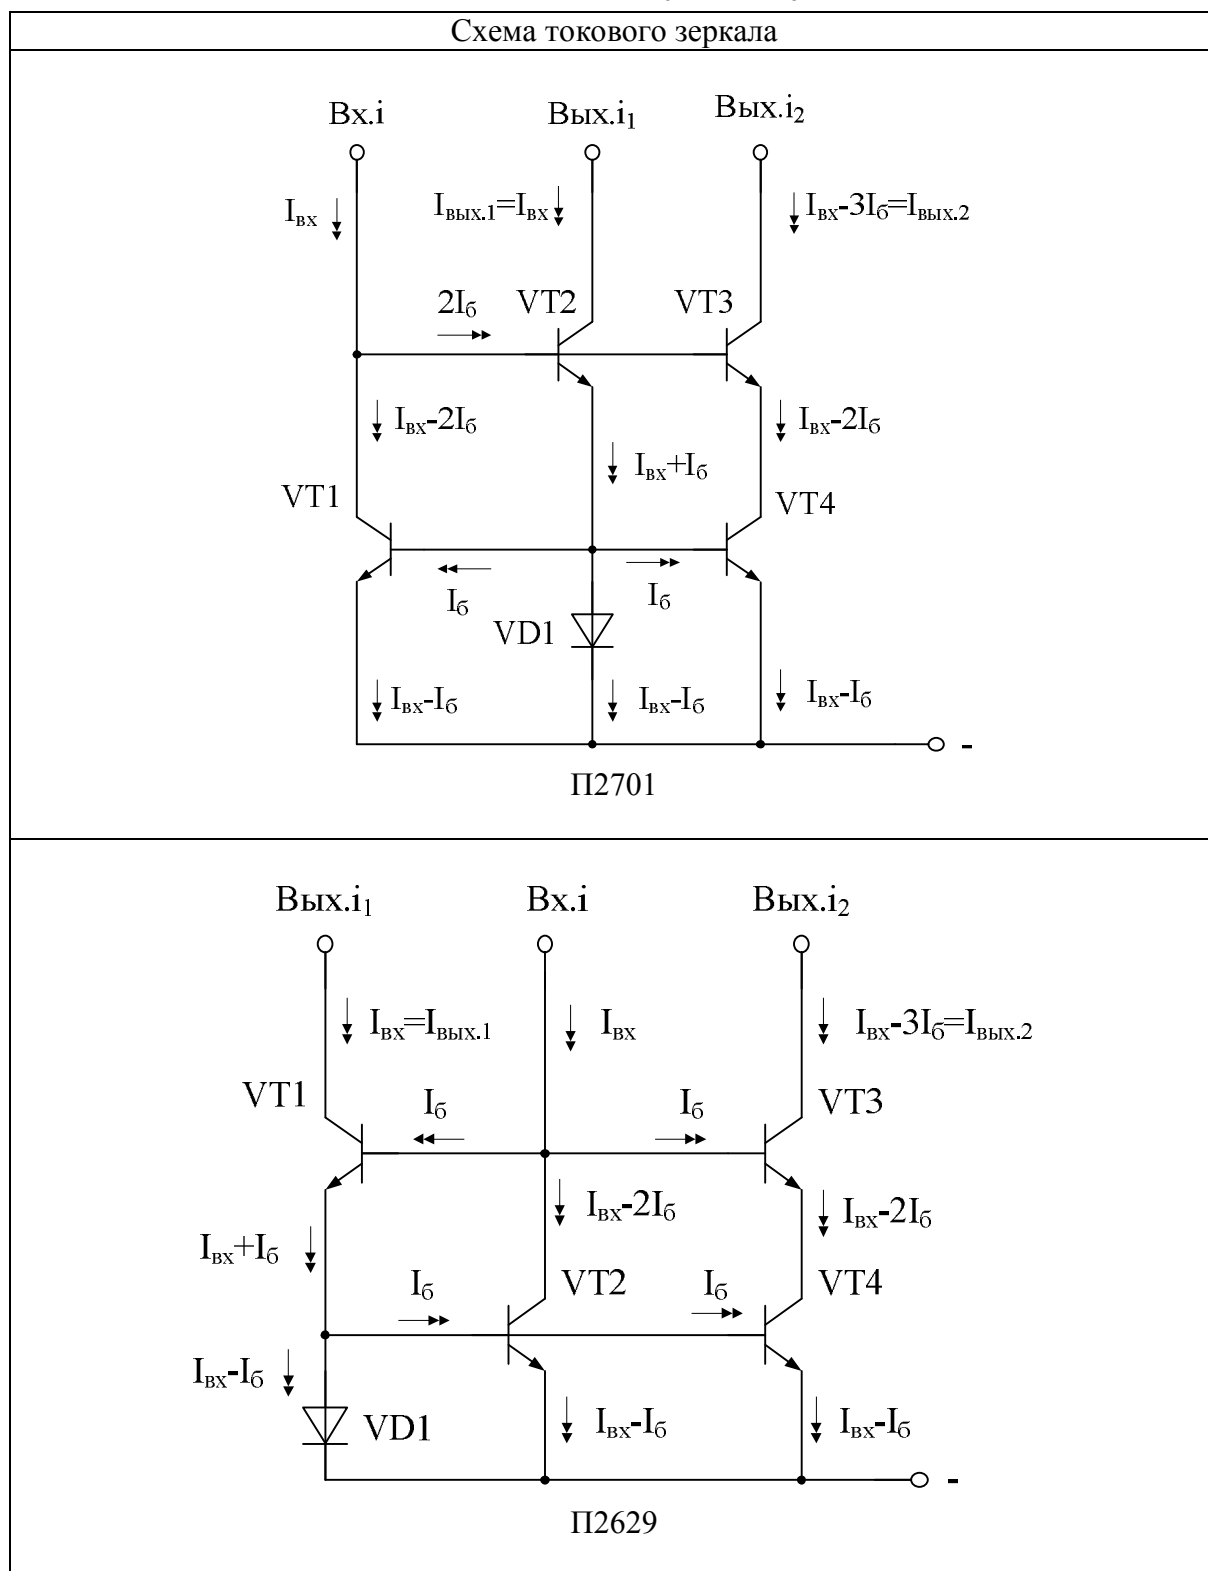 Схема токового зеркала
Вх.i
Вых.i₁
Вых.i₂
Iвх
Iвых.1=Iвх
Iвх-3Iб=Iвых.2
2Iб
VT2
VT3
Iвх-2Iб
Iвх+Iб
Iвх-2Iб
VT1
VT4
Iб
Iб
VD1
Iвх-Iб
Iвх-Iб
Iвх-Iб
-
П2701
Вых.i₁
Вх.i
Вых.i₂
Iвх=Iвых.1
Iвх
Iвх-3Iб=Iвых.2
VT1
Iб
Iб
VT3
Iвх-2Iб
Iвх-2Iб
Iвх+Iб
Iб
VT2
Iб
VT4
Iвх-Iб
VD1
Iвх-Iб
Iвх-Iб
-
П2629